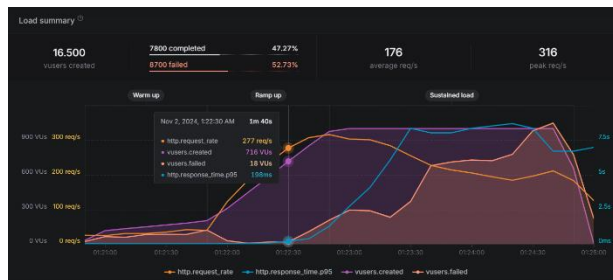 Load summary
16.500
vusers created
7800 completed 47.27%
8700 failed 52.73%
176
average req/s
316
peak req/s
Warm up
Ramp up
Sustained load
Nov 2, 2024, 1:22:30 AM 1m 40s
http.request_rate 277 req/s
vusers.created 716 VUs
vusers.failed 18 VUs
http.response_time.p95 198ms
900 VUs 300 req/s 7.5s
600 VUs 200 req/s 5s
300 VUs 100 req/s 2.5s
0 VUs 0 req/s 0ms
01:21:00 01:21:30 01:22:00 01:22:30 01:23:00 01:23:30 01:24:00 01:24:30 01:25:00
http.request_rate http.response_time.p95 vusers.created vusers.failed